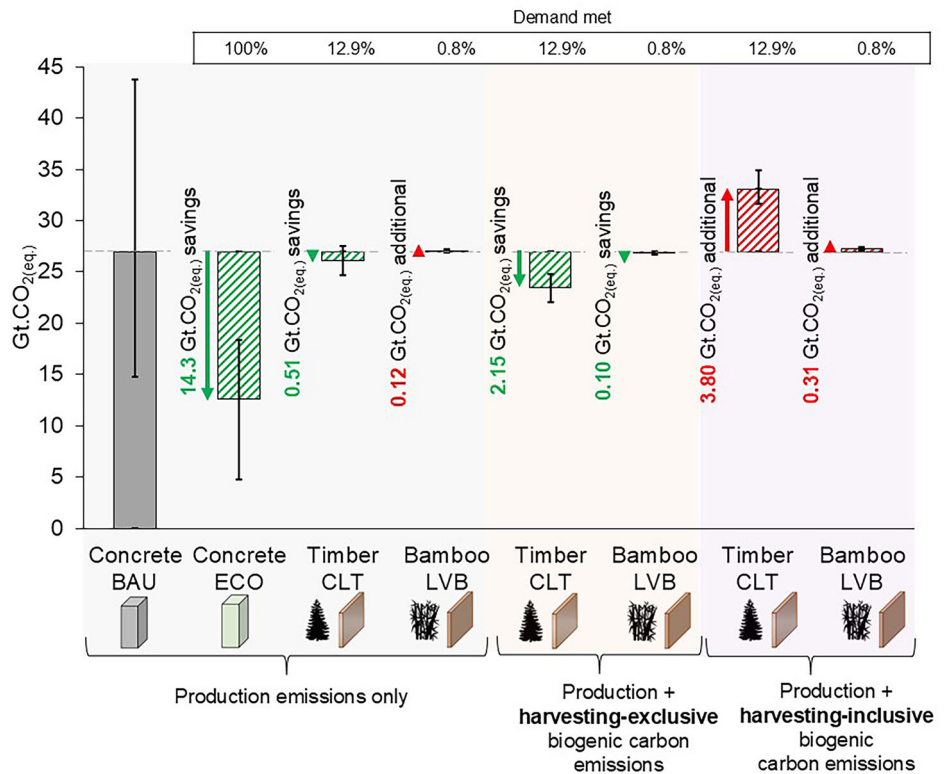 Demand met
100% 12.9% 0.8% 12.9% 0.8% 12.9% 0.8%
45
40
35
30
25
20
15
10
5
0
Gt.CO2(eq.)
14.3 Gt.CO2(eq.) savings
0.51 Gt.CO2(eq.) savings
0.12 Gt.CO2(eq.) additional
2.15 Gt.CO2(eq.) savings
0.10 Gt.CO2(eq.) savings
3.80 Gt.CO2(eq.) additional
0.31 Gt.CO2(eq.) additional
Concrete Concrete Timber Bamboo Timber Bamboo Timber Bamboo
BAU ECO CLT LVB CLT LVB CLT LVB
Production emissions only
Production +
harvesting-exclusive
biogenic carbon
emissions
Production +
harvesting-inclusive
biogenic
carbon emissions